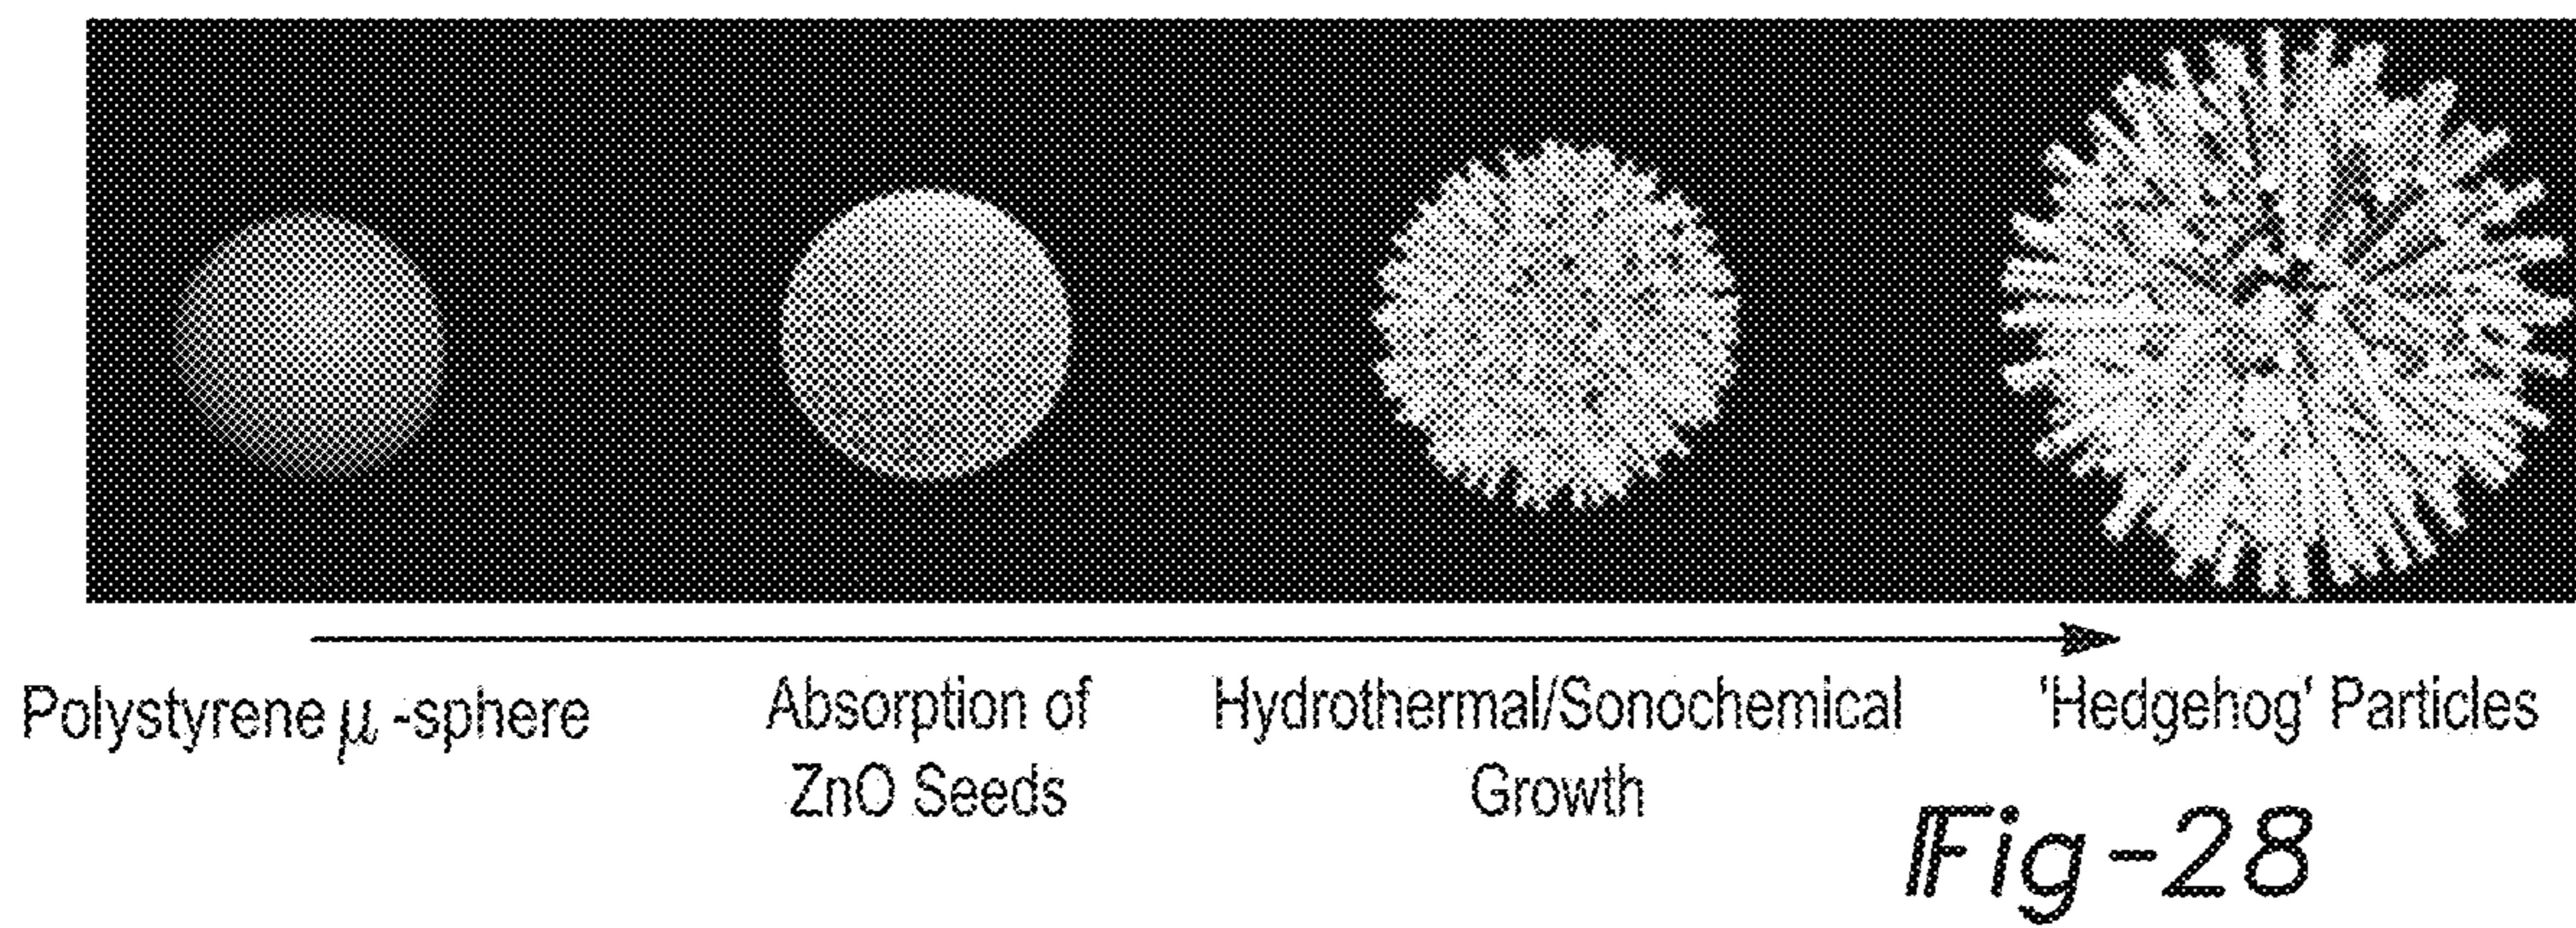 Polystyrene μ -sphere
Absorption of
ZnO Seeds
Hydrothermal/Sonochemical
Growth
'Hedgehog' Particles
Fig-28